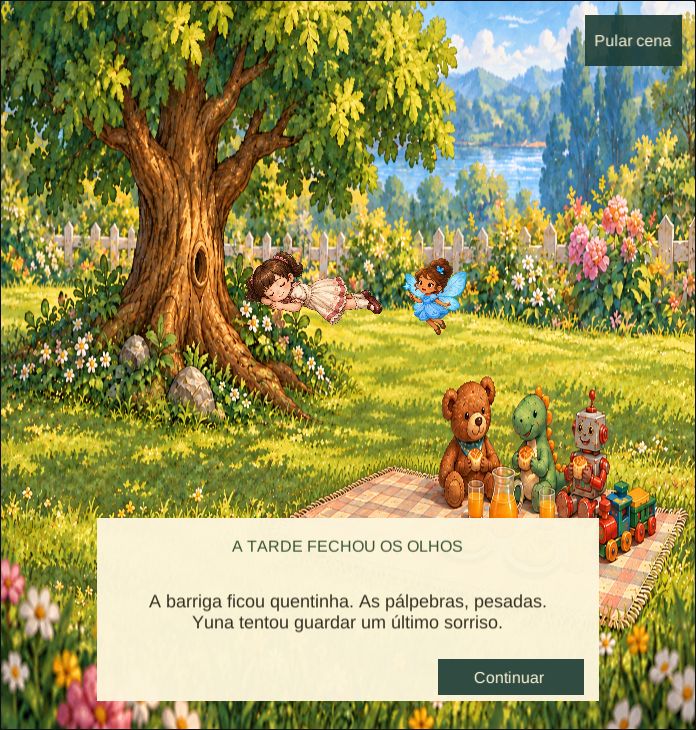 Pular cena
A TARDE FECHOU OS OLHOS
A barriga ficou quentinha. As pálpebras, pesadas.
Yuna tentou guardar um último sorriso.
Continuar